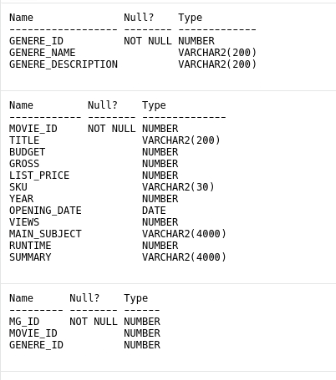 Name Null? Type
------------------ -------- -------------
GENERE_ID NOT NULL NUMBER
GENERE_NAME VARCHAR2(200)
GENERE_DESCRIPTION VARCHAR2(200)
Name Null? Type
------------ -------- --------------
MOVIE_ID NOT NULL NUMBER
TITLE VARCHAR2(200)
BUDGET NUMBER
GROSS NUMBER
LIST_PRICE NUMBER
SKU VARCHAR2(30)
YEAR NUMBER
OPENING_DATE DATE
VIEWS NUMBER
MAIN_SUBJECT VARCHAR2(4000)
RUNTIME NUMBER
SUMMARY VARCHAR2(4000)
Name Null? Type
--------- -------- ------
MG_ID NOT NULL NUMBER
MOVIE_ID NUMBER
GENERE_ID NUMBER